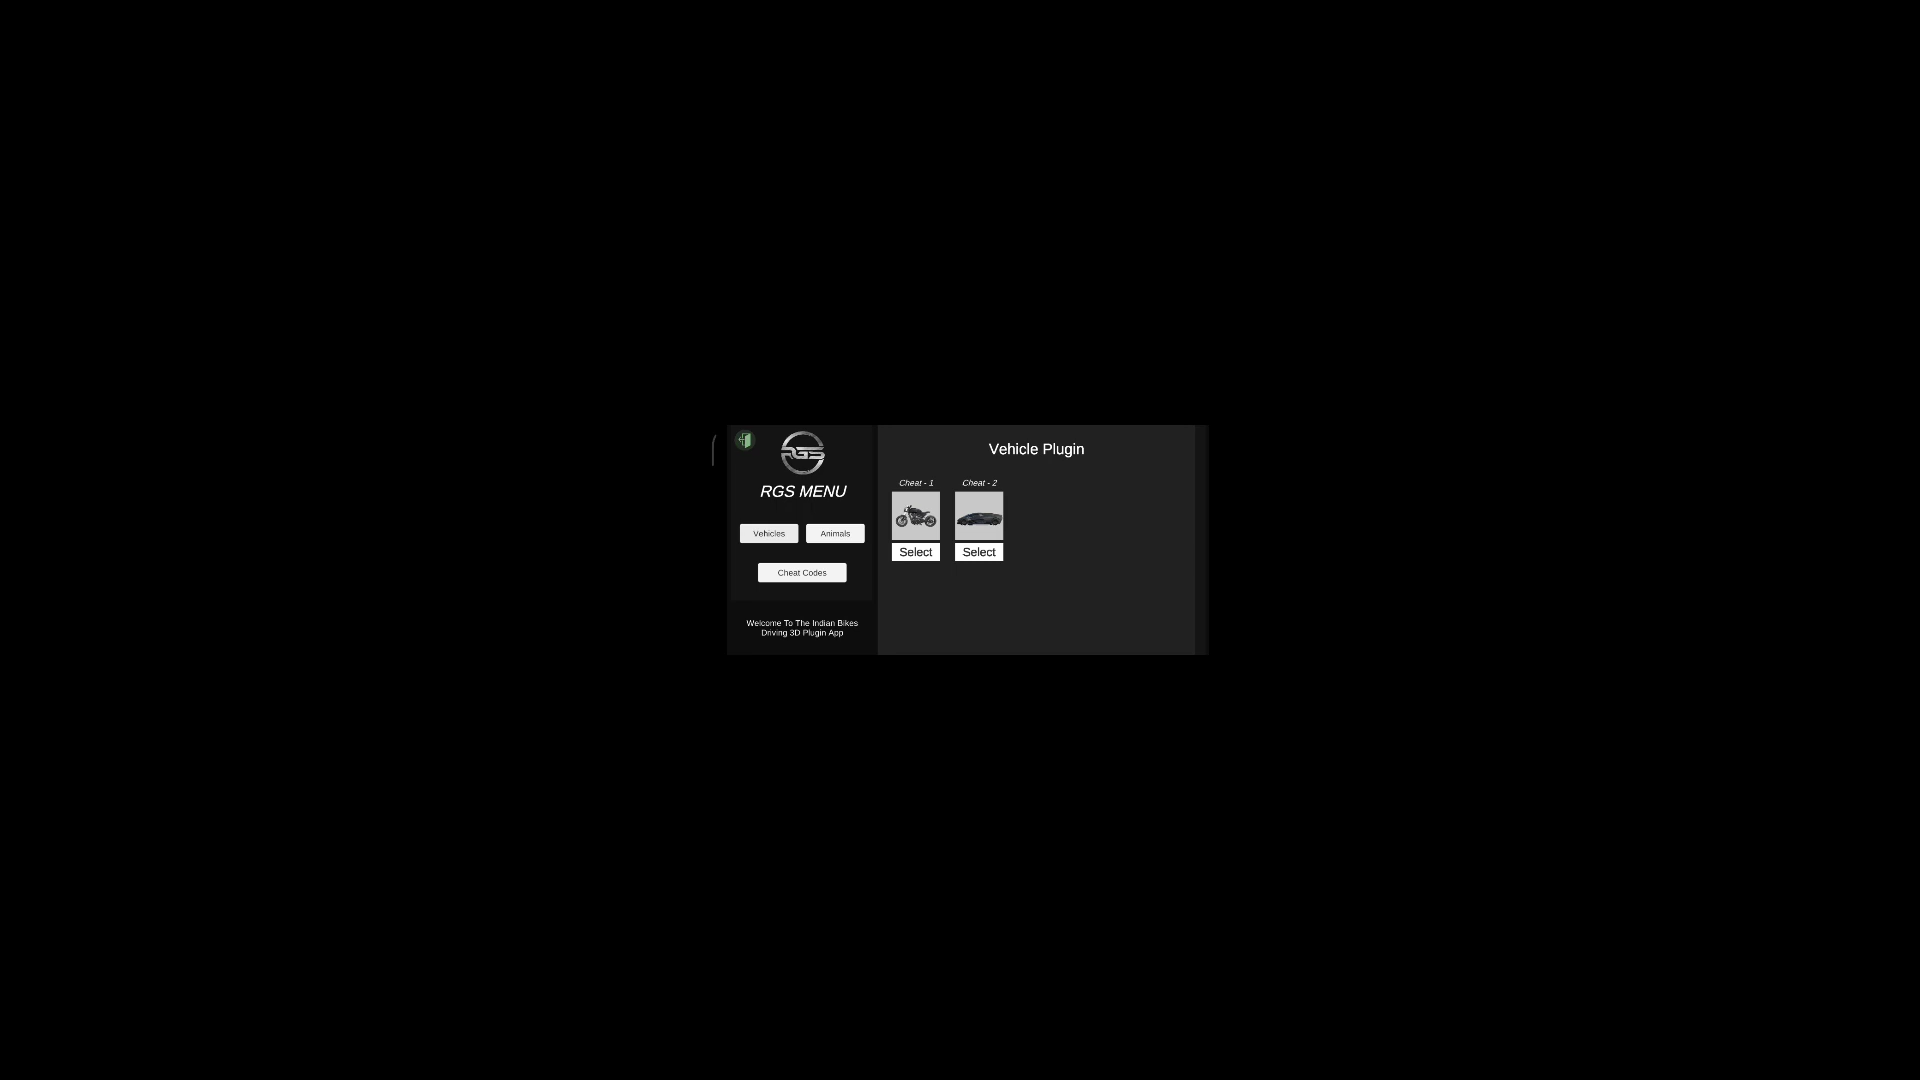 RGS
RGS MENU
Vehicles
Animals
Cheat Codes
Welcome To The Indian Bikes
Driving 3D Plugin App
Vehicle Plugin
Cheat - 1
Cheat - 2
Select
Select